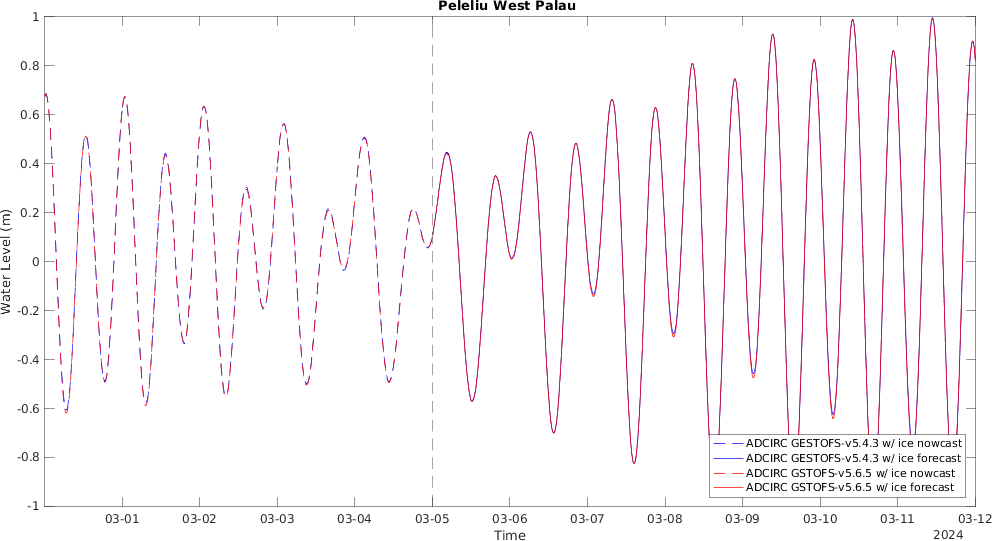 Peleliu West Palau
1
0.8
0.6
0.4
0.2
0
-0.2
-0.4
-0.6
-0.8
-1
Water Level (m)
ADCIRC GESTOFS-v5.4.3 w/ ice nowcast
ADCIRC GESTOFS-v5.4.3 w/ ice forecast
ADCIRC GSTOFS-v5.6.5 w/ ice nowcast
ADCIRC GSTOFS-v5.6.5 w/ ice forecast
03-01 03-02 03-03 03-04 03-05 03-06 03-07 03-08 03-09 03-10 03-11 03-12
Time
2024